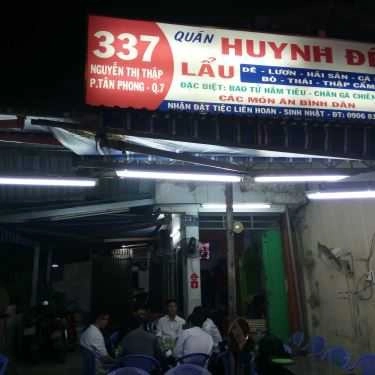 337
NGUYỄN THỊ THẬP
P.TÂN PHONG - Q.7
QUÁN HUYNH ĐỆ
LẨU DÊ - LƯƠN - HẢI SẢN - CÁ
BÒ - THÁI - THẬP CẨM
ĐẶC BIỆT: BAO TỬ HẦM TIÊU - CHÂN GÀ CHIÊN
CÁC MÓN ĂN BÌNH DÂN
NHẬN ĐẶT TIỆC LIÊN HOAN - SINH NHẬT - ĐT: 0906